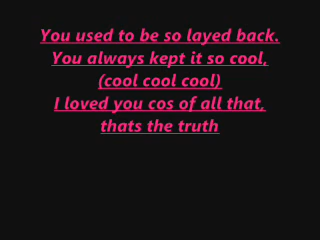 You used to be so layed back.
You always kept it so cool,
(cool cool cool)
I loved you cos of all that,
thats the truth